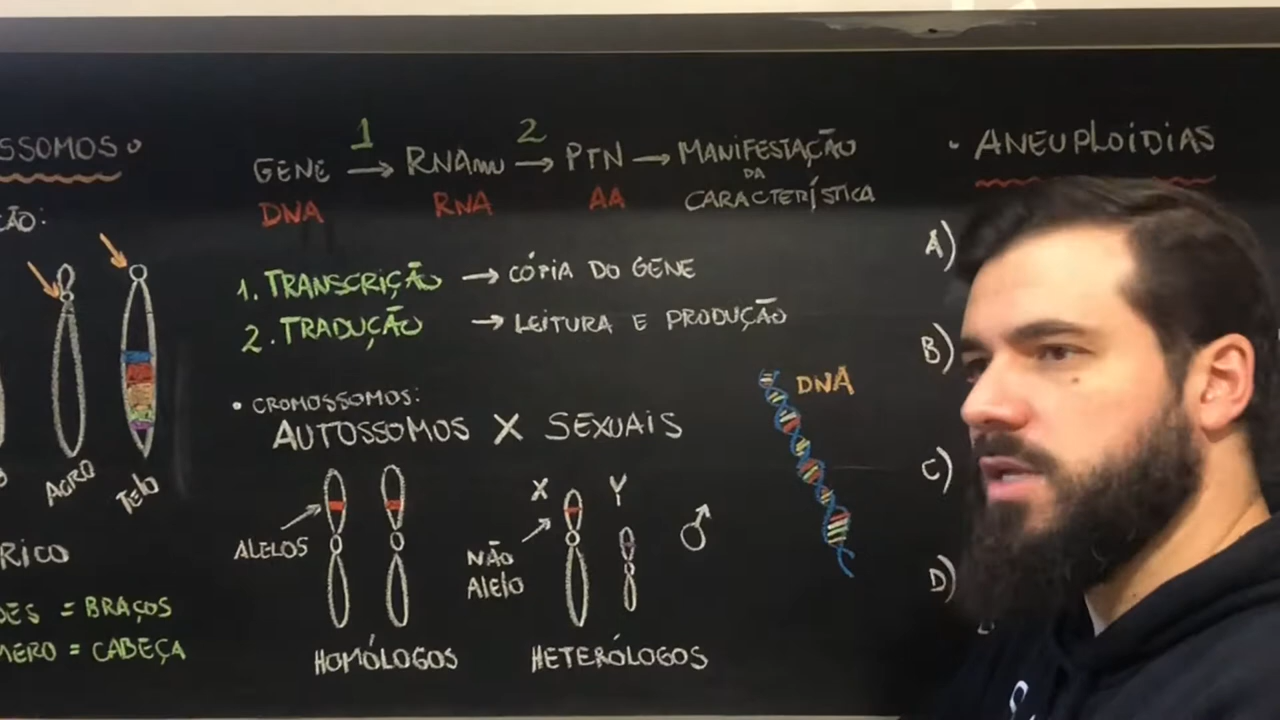 SSOMOS
ÇÃO:
ACRO
TELO
RICO
DES = BRAÇOS
MERO = CABEÇA
1
2
GENE → RNAm → PTN → MANIFESTAÇÃO
DA
CARACTERÍSTICA
DNA
RNA
AA
1. TRANSCRIÇÃO → CÓPIA DO GENE
2. TRADUÇÃO → LEITURA E PRODUÇÃO
• CROMOSSOMOS:
AUTOSSOMOS X SEXUAIS
ALELOS
HOMÓLOGOS
X
Y
♂
NÃO
ALELO
HETERÓLOGOS
DNA
• ANEUPLOIDIAS
A)
B)
C)
D)